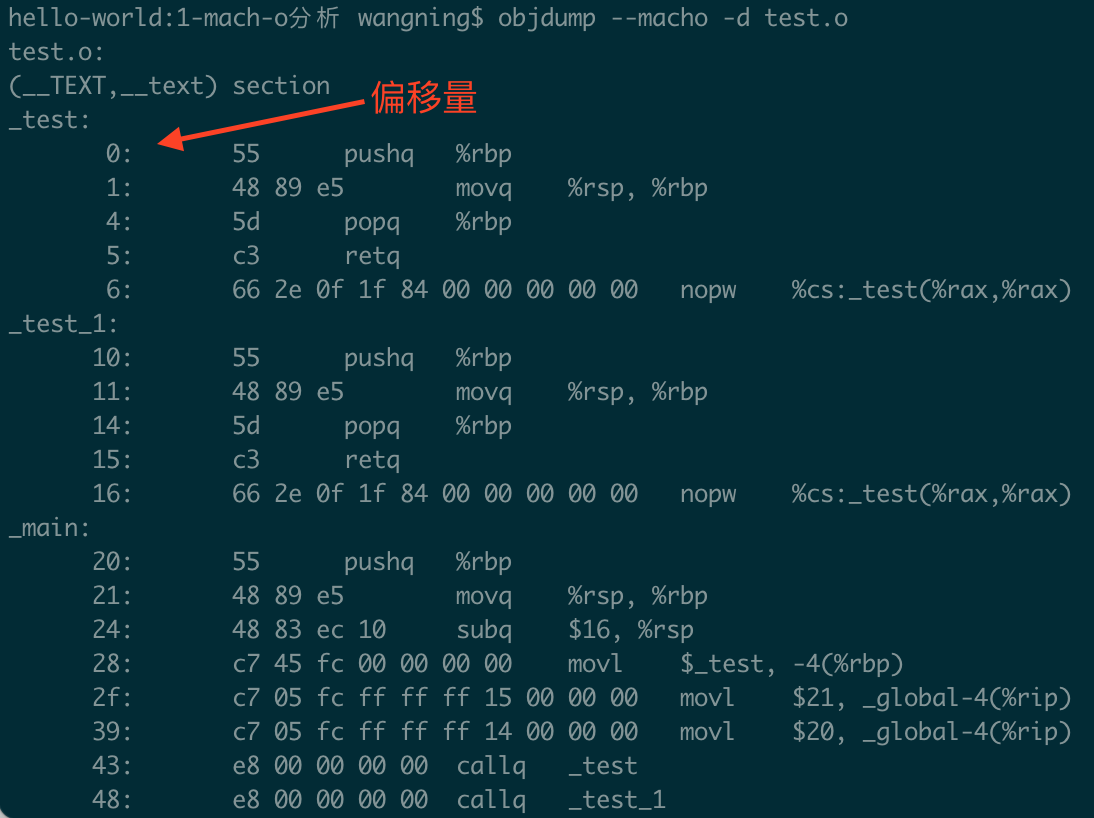 hello-world:1-mach-o分析 wangning$ objdump --macho -d test.o
test.o:
(__TEXT,__text) section
偏移量
_test:
0: 55 pushq %rbp
1: 48 89 e5 movq %rsp, %rbp
4: 5d popq %rbp
5: c3 retq
6: 66 2e 0f 1f 84 00 00 00 00 00 nopw %cs:_test(%rax,%rax)
_test_1:
10: 55 pushq %rbp
11: 48 89 e5 movq %rsp, %rbp
14: 5d popq %rbp
15: c3 retq
16: 66 2e 0f 1f 84 00 00 00 00 00 nopw %cs:_test(%rax,%rax)
_main:
20: 55 pushq %rbp
21: 48 89 e5 movq %rsp, %rbp
24: 48 83 ec 10 subq $16, %rsp
28: c7 45 fc 00 00 00 00 movl $_test, -4(%rbp)
2f: c7 05 fc ff ff ff 15 00 00 00 movl $21, _global-4(%rip)
39: c7 05 fc ff ff ff 14 00 00 00 movl $20, _global-4(%rip)
43: e8 00 00 00 00 callq _test
48: e8 00 00 00 00 callq _test_1